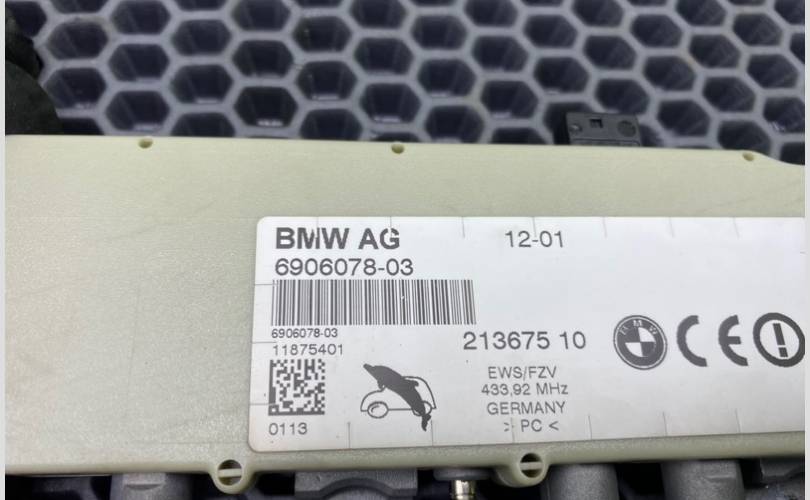 BMW AG
12-01
6906078-03
6906078-03
11875401
213675 10
BMW
EWS/FZV
433,92 MHz
GERMANY
> PC <
0113